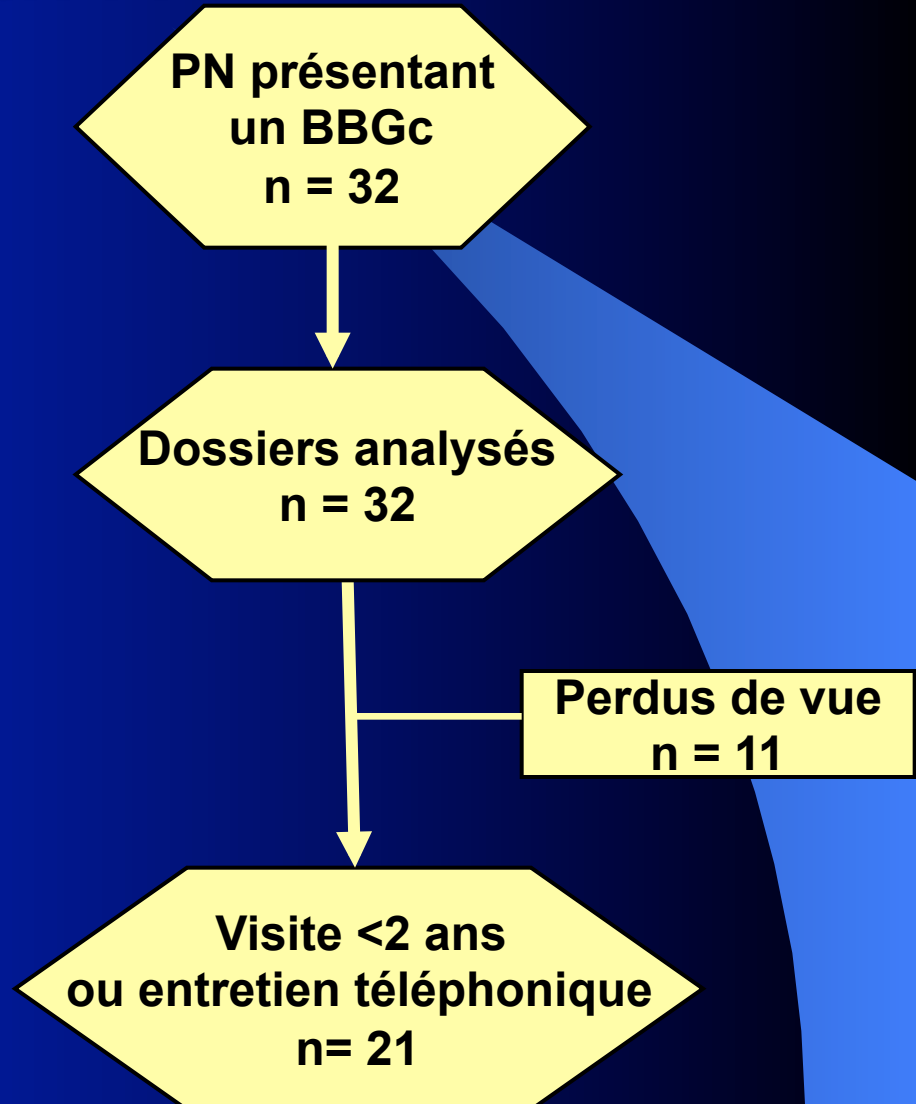 PN présentant
un BBGc
n = 32
Dossiers analysés
n = 32
Perdus de vue
n = 11
Visite <2 ans
ou entretien téléphonique
n= 21